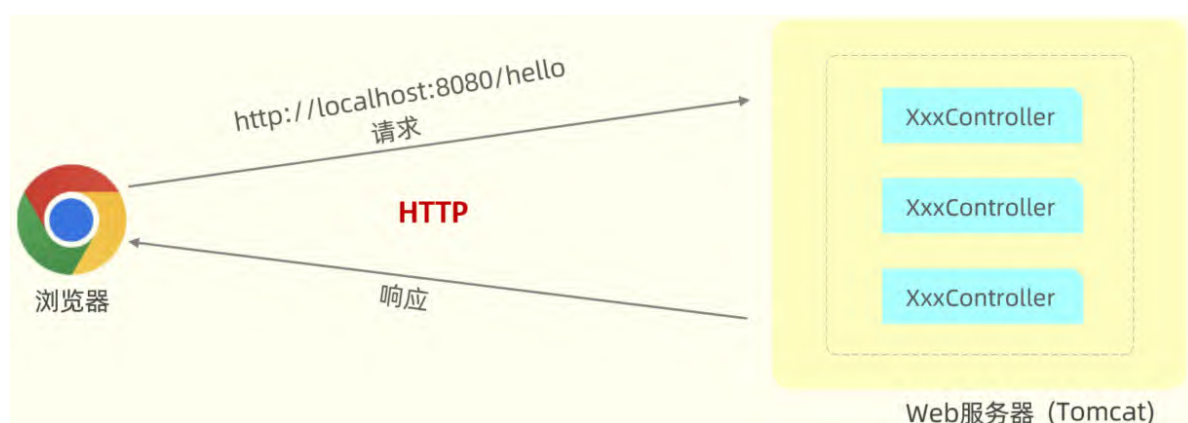 http://localhost:8080/hello
请求
HTTP
响应
浏览器
XxxController
XxxController
XxxController
Web服务器 (Tomcat)